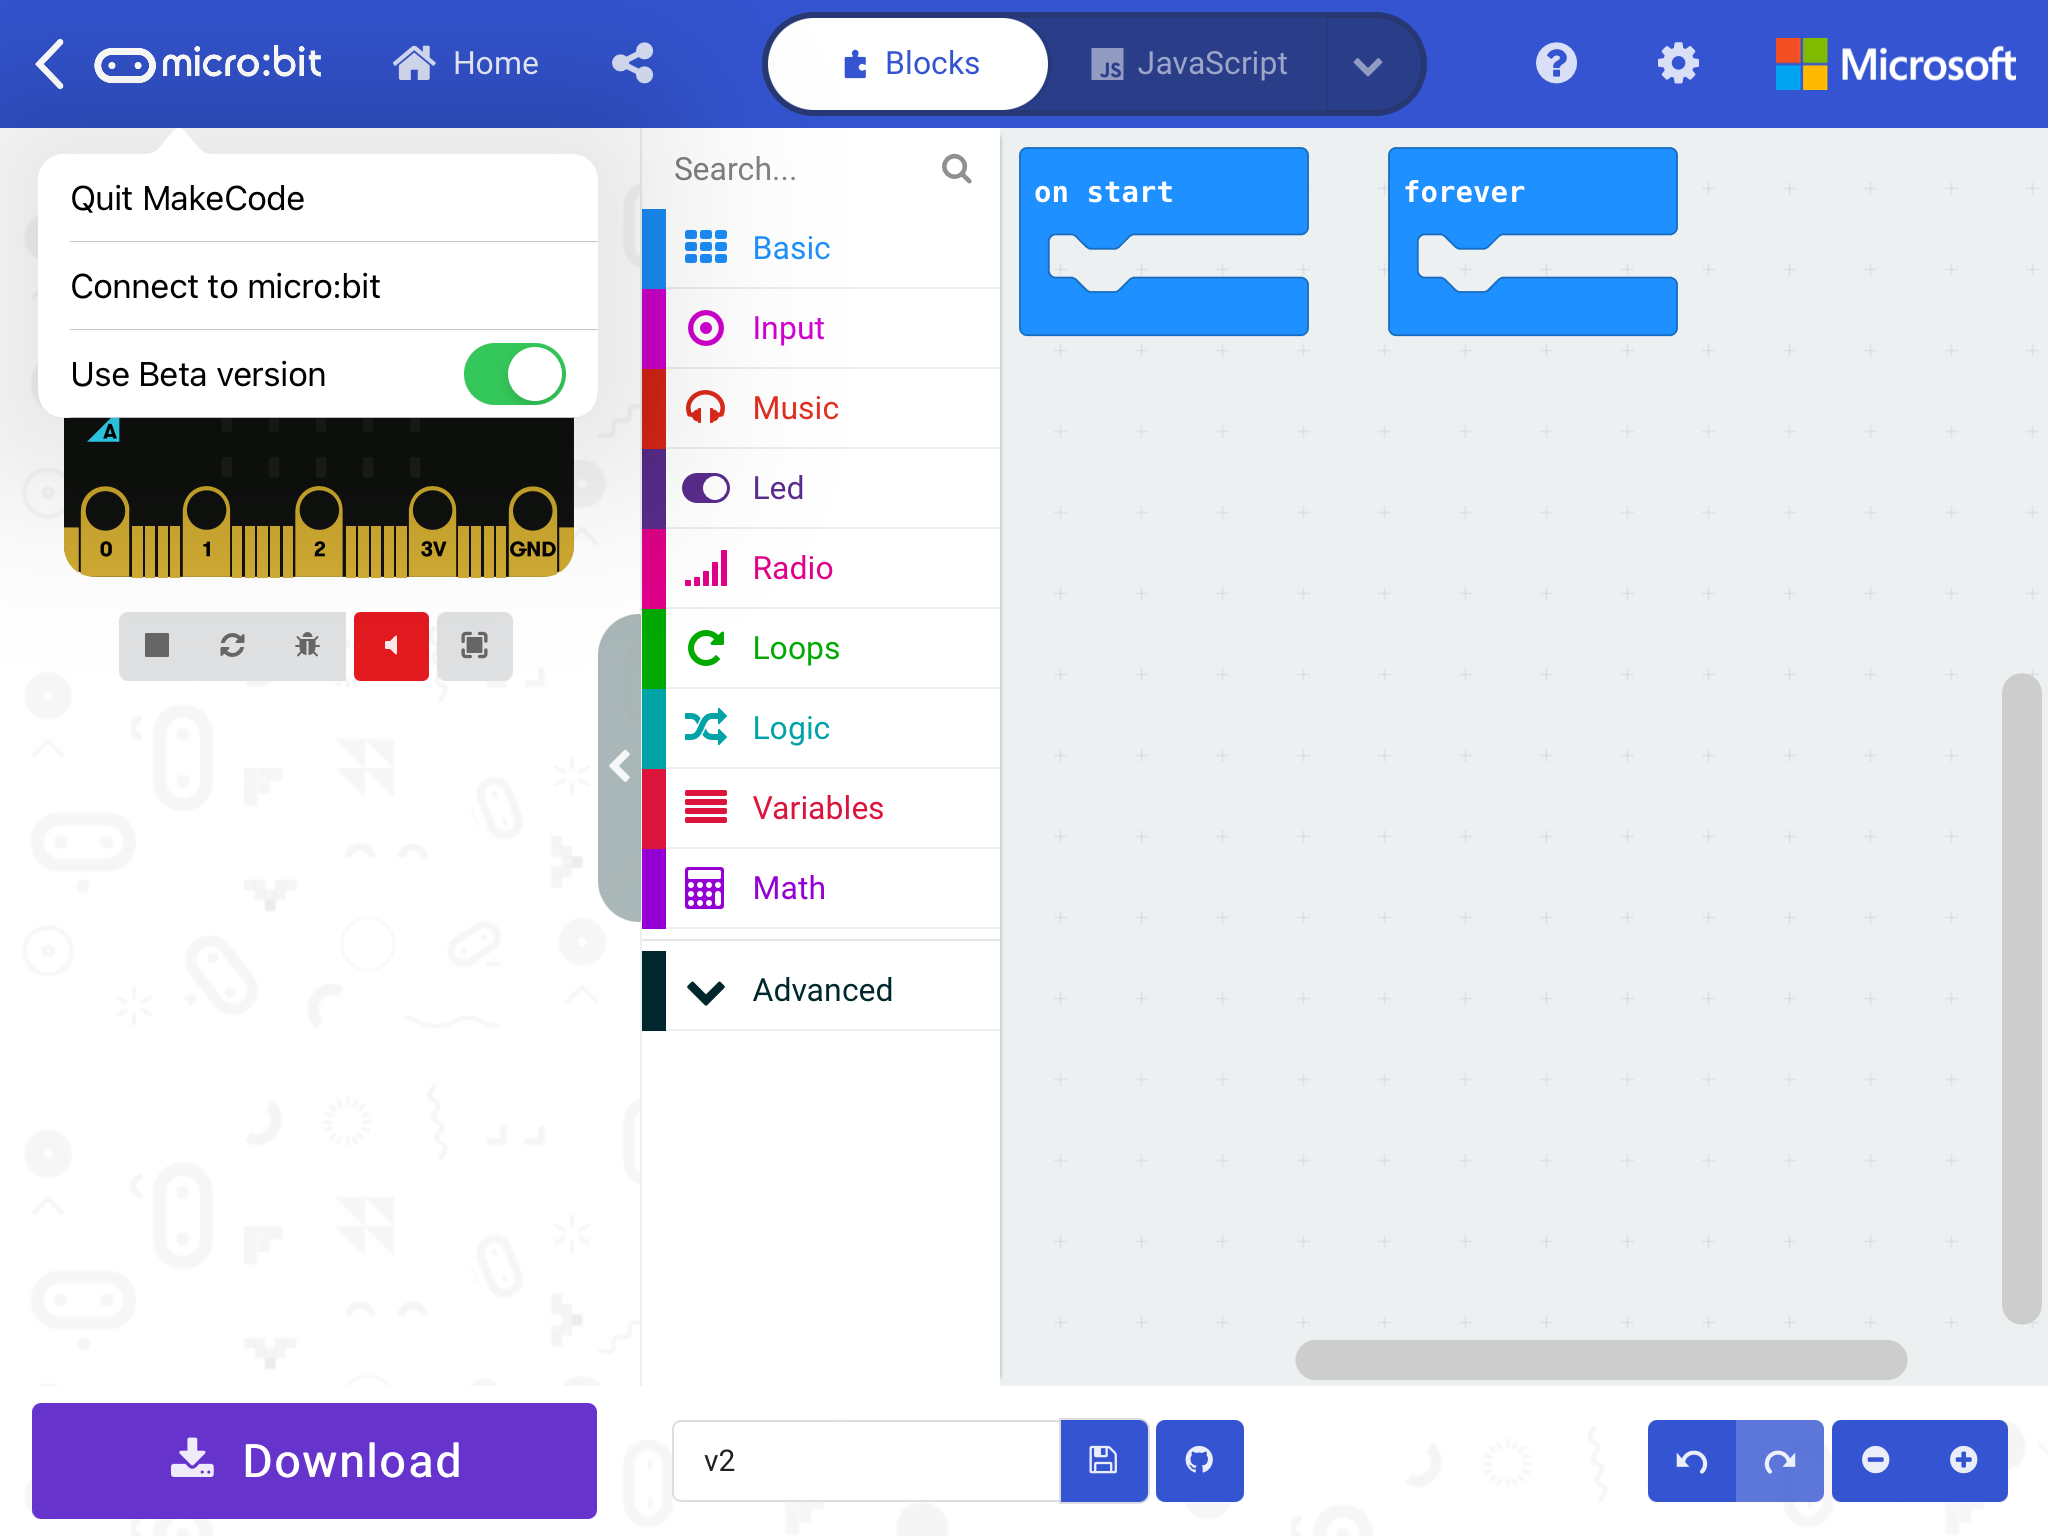 micro:bit
Home
Blocks
JS JavaScript
?
Microsoft
Quit MakeCode
Connect to micro:bit
Use Beta version
A
0 1 2 3V GND
Search...
Basic
Input
Music
Led
Radio
Loops
Logic
Variables
Math
Advanced
on start
forever
Download
v2